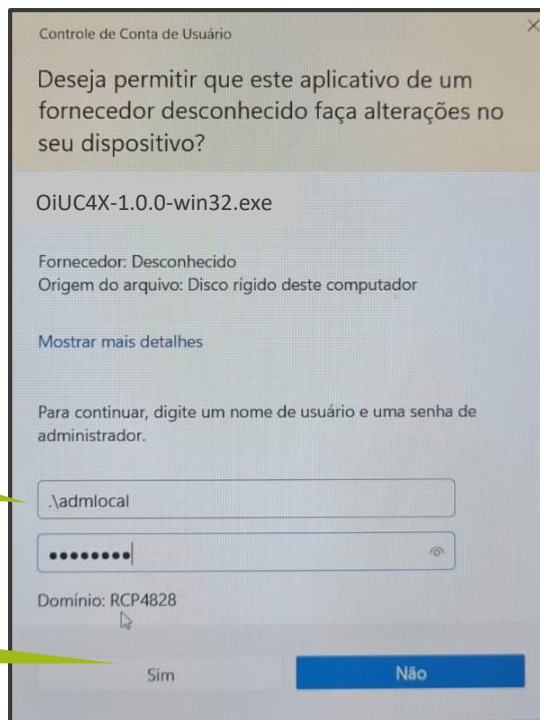 Controle de Conta de Usuário
Deseja permitir que este aplicativo de um
fornecedor desconhecido faça alterações no
seu dispositivo?
OiUC4X-1.0.0-win32.exe
Fornecedor: Desconhecido
Origem do arquivo: Disco rígido deste computador
Mostrar mais detalhes
Para continuar, digite um nome de usuário e uma senha de
administrador.
.\admlocal
••••••••
Domínio: RCP4828
Sim
Não